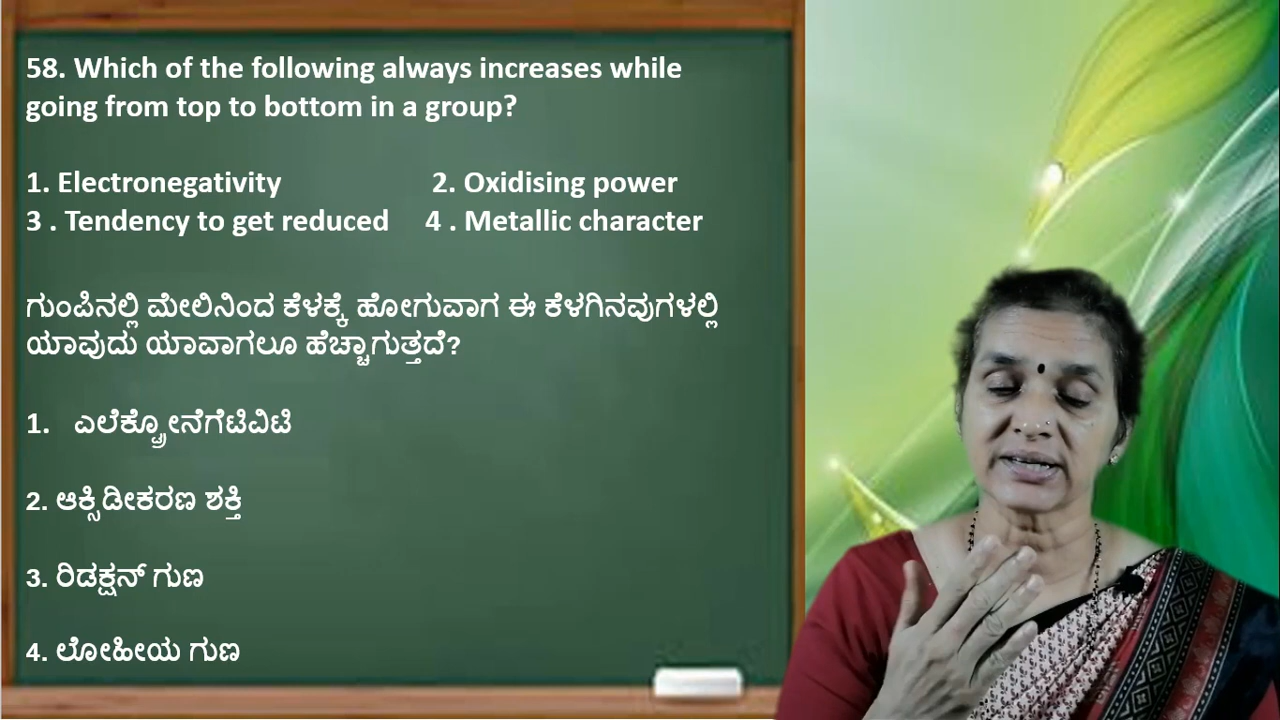 58. Which of the following always increases while
going from top to bottom in a group?
1. Electronegativity 2. Oxidising power
3 . Tendency to get reduced 4 . Metallic character
ಗುಂಪಿನಲ್ಲಿ ಮೇಲಿನಿಂದ ಕೆಳಕ್ಕೆ ಹೋಗುವಾಗ ಈ ಕೆಳಗಿನವುಗಳಲ್ಲಿ
ಯಾವುದು ಯಾವಾಗಲೂ ಹೆಚ್ಚಾಗುತ್ತದೆ?
1. ಎಲೆಕ್ಟ್ರೋನೆಗೆಟಿವಿಟಿ
2. ಆಕ್ಸಿಡೀಕರಣ ಶಕ್ತಿ
3. ರಿಡಕ್ಷನ್ ಗುಣ
4. ಲೋಹೀಯ ಗುಣ